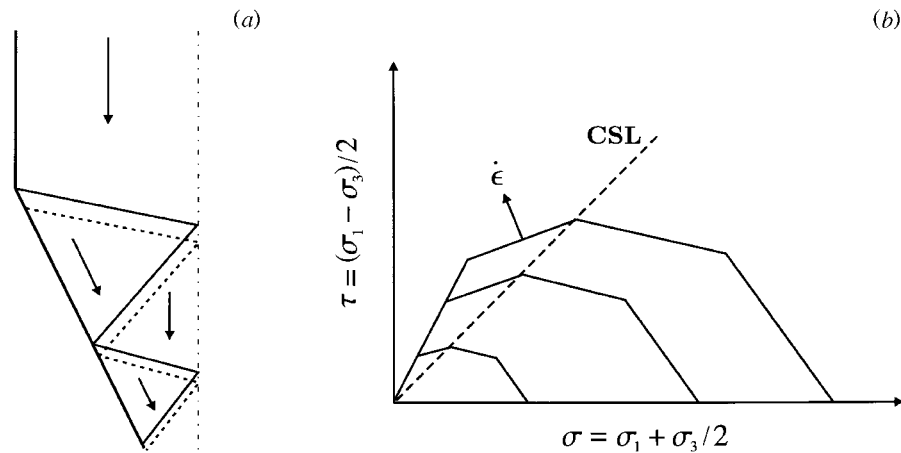 (a)
(b)
CSL
ε̇
τ = (σ₁ − σ₃)/2
σ = σ₁ + σ₃/2